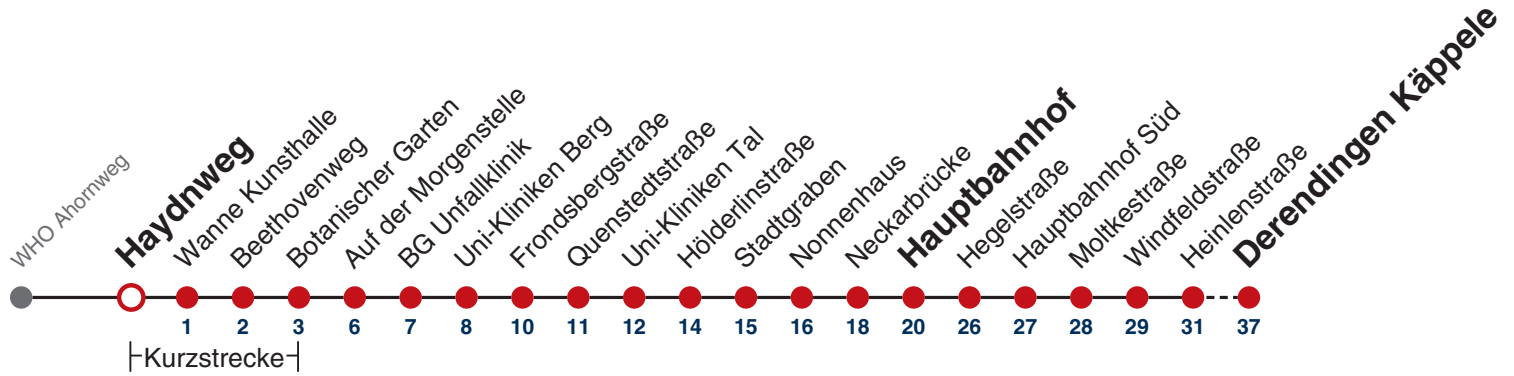 WHO Ahornweg
Haydnweg
Wanne Kunsthalle
Beethovenweg
Botanischer Garten
Auf der Morgenstelle
BG Unfallklinik
Uni-Kliniken Berg
Frondsbergstraße
Quenstedtstraße
Uni-Kliniken Tal
Hölderlinstraße
Stadtgraben
Nonnenhaus
Neckarbrücke
Hauptbahnhof
Hegelstraße
Hauptbahnhof Süd
Moltkestraße
Windfeldstraße
Heinlenstraße
Derendingen Käppele
1 2 3 6 7 8 10 11 12 14 15 16 18 20 26 27 28 29 31 37
Kurzstrecke